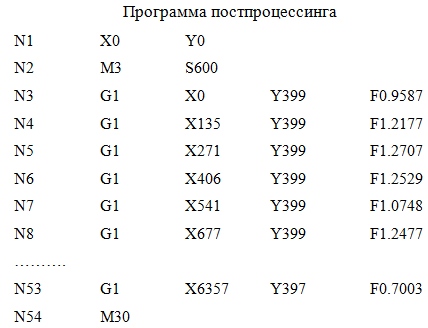 Программа постпроцессинга
N1 X0 Y0
N2 M3 S600
N3 G1 X0 Y399 F0.9587
N4 G1 X135 Y399 F1.2177
N5 G1 X271 Y399 F1.2707
N6 G1 X406 Y399 F1.2529
N7 G1 X541 Y399 F1.0748
N8 G1 X677 Y399 F1.2477
……….
N53 G1 X6357 Y397 F0.7003
N54 M30